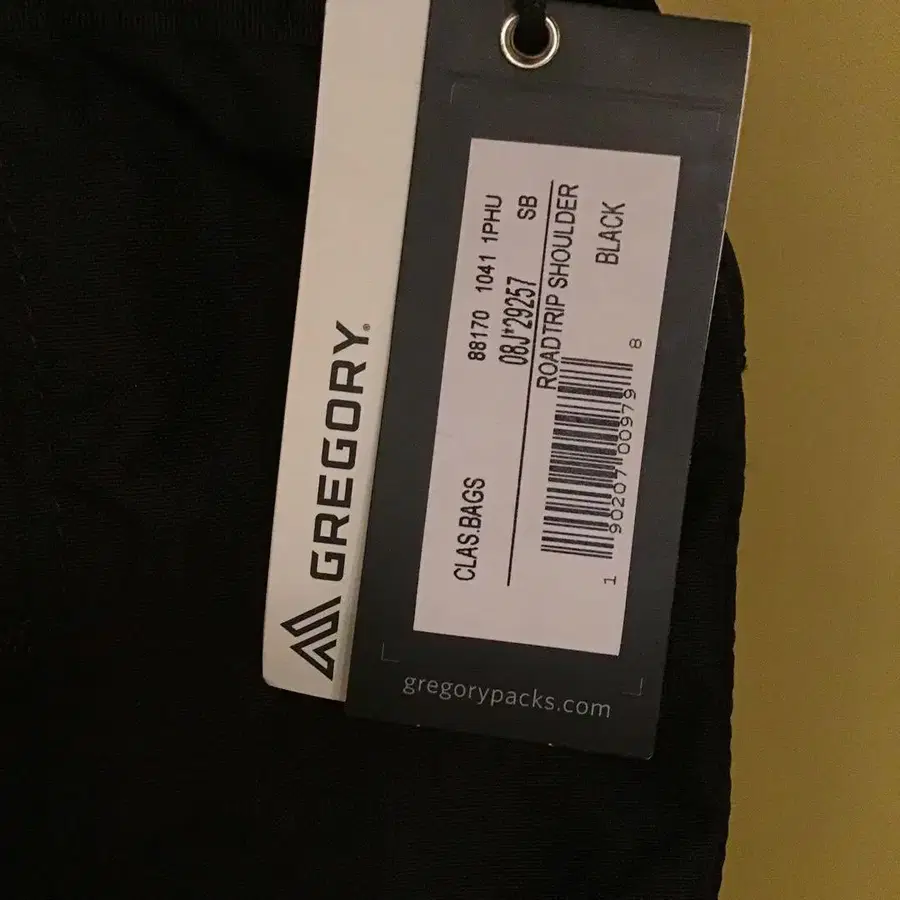 GREGORY®
CLAS.BAGS 88170 1041 1PHU
08J*29257 SB
ROADTRIP SHOULDER
BLACK
1 90207 00979 8
gregorypacks.com